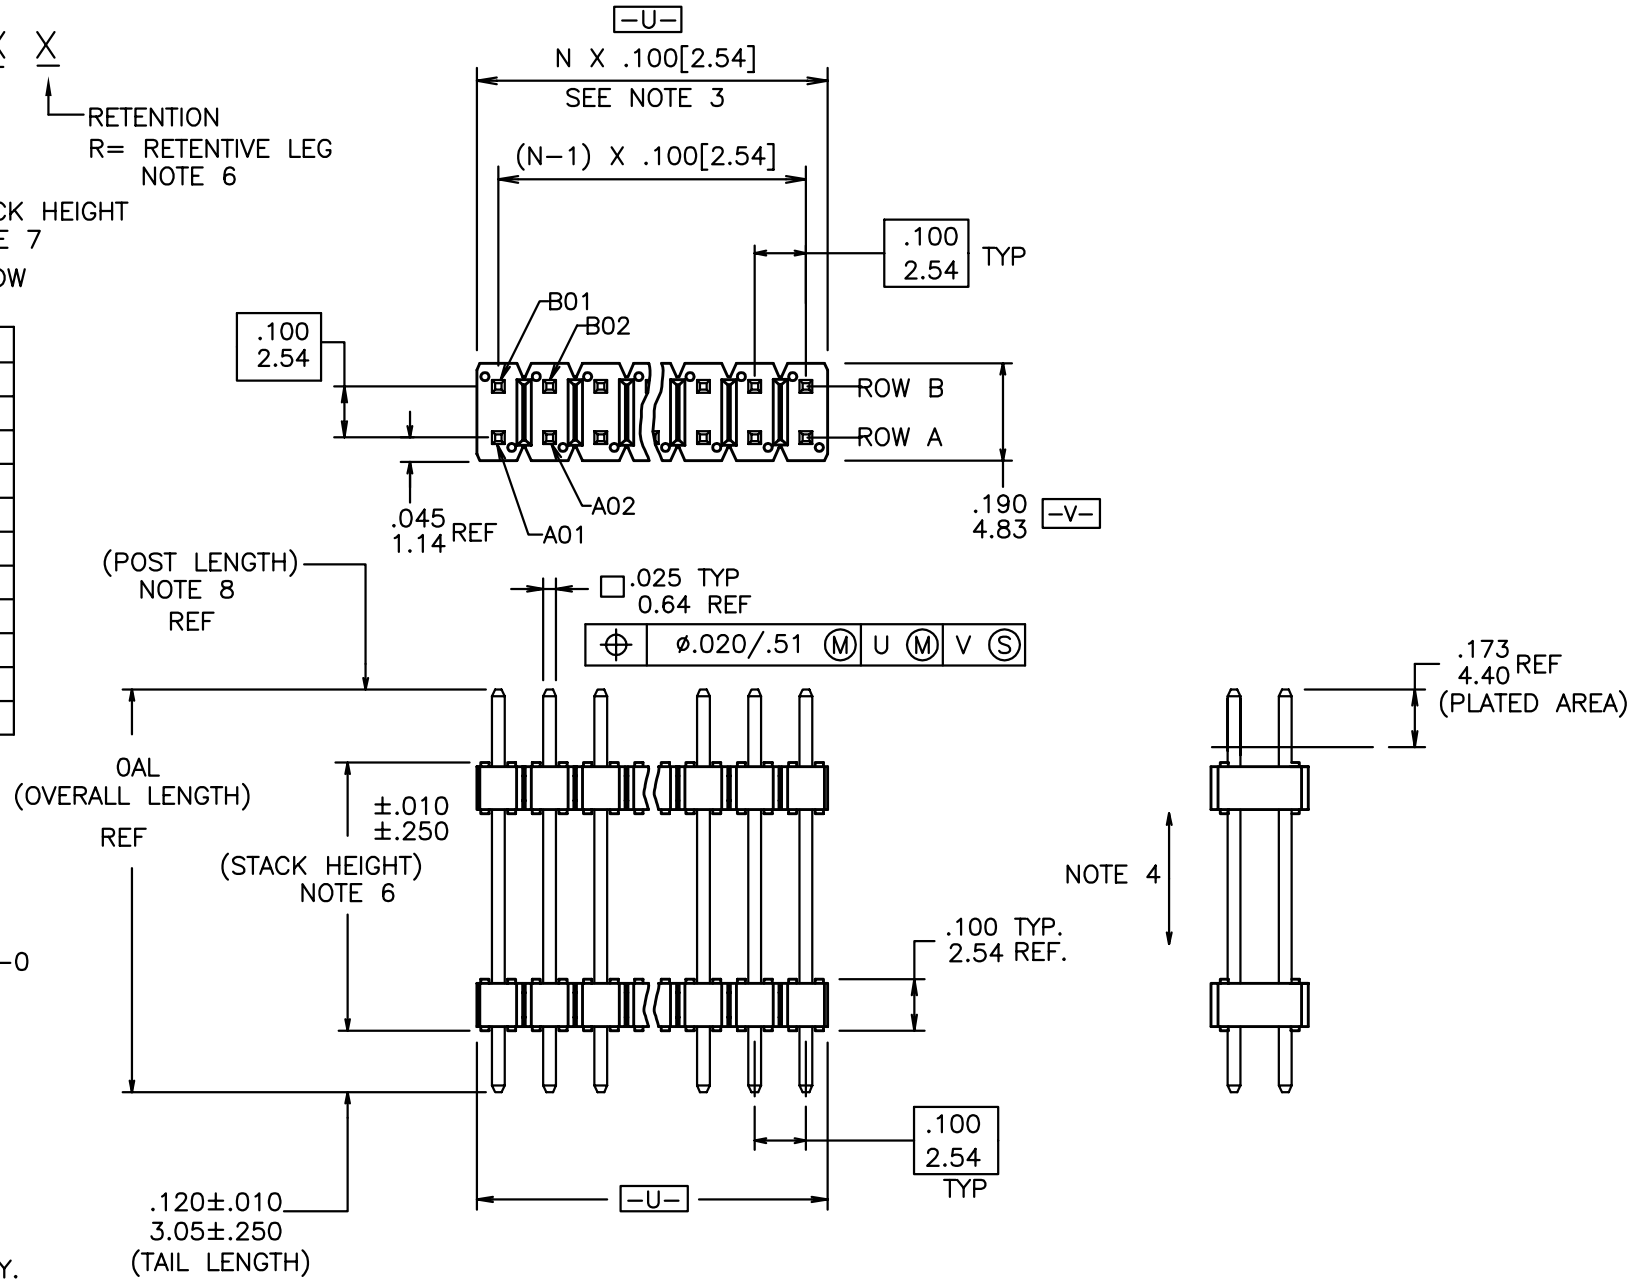 -U-
N X .100[2.54]
SEE NOTE 3
(N-1) X .100[2.54]
X X
RETENTION
R= RETENTIVE LEG
NOTE 6
CK HEIGHT
E 7
OW
.100
2.54
TYP
.100
2.54
B01
B02
ROW B
ROW A
A02
A01
.045
1.14
REF
.190
4.83
-V-
(POST LENGTH)
NOTE 8
REF
.025 TYP
0.64 REF
⌖ ø.020/.51 Ⓜ U Ⓜ V Ⓢ
.173
4.40
REF
(PLATED AREA)
OAL
(OVERALL LENGTH)
REF
±.010
±.250
(STACK HEIGHT)
NOTE 6
NOTE 4
.100 TYP.
2.54 REF.
-0
.100
2.54
TYP
-U-
.120±.010
3.05±.250
(TAIL LENGTH)
Y.